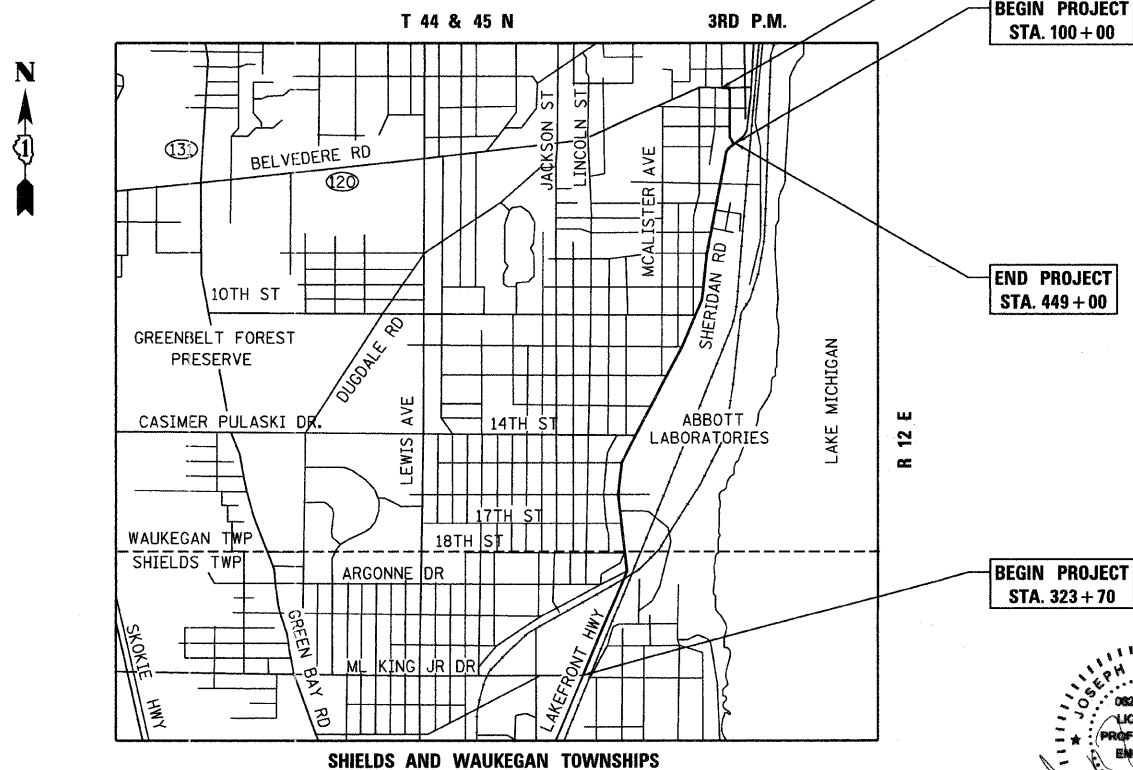 T 44 & 45 N
3RD P.M.
BEGIN PROJECT
STA. 100+00
N
1
JACKSON ST
LINCOLN ST
131
BELVEDERE RD
120
MCALISTER AVE
SHERIDAN RD
END PROJECT
STA. 449+00
10TH ST
GREENBELT FOREST
PRESERVE
DUGDALE RD
LAKE MICHIGAN
R 12 E
CASIMER PULASKI DR.
LEWIS AVE
14TH ST
ABBOTT
LABORATORIES
17TH ST
WAUKEGAN TWP
18TH ST
SHIELDS TWP
ARGONNE DR
BEGIN PROJECT
STA. 323+70
SKOKIE HWY
GREEN BAY RD
ML KING JR DR
LAKEFRONT HWY
JOSEPH
SHIELDS AND WAUKEGAN TOWNSHIPS